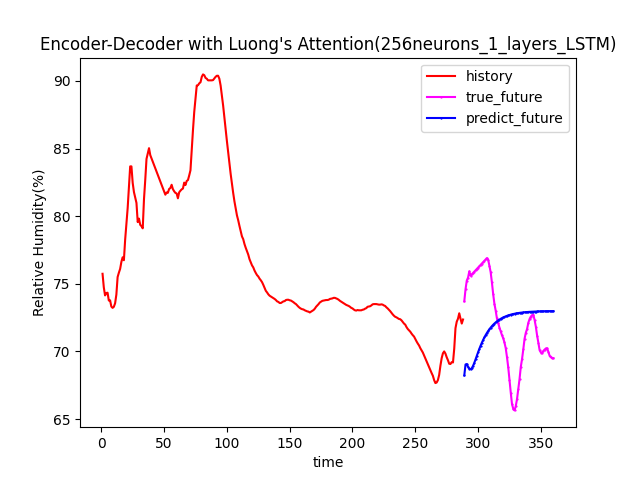 Encoder-Decoder with Luong's Attention(256neurons_1_layers_LSTM)
history
true_future
predict_future
Relative Humidity(%)
90
85
80
75
70
65
0 50 100 150 200 250 300 350
time